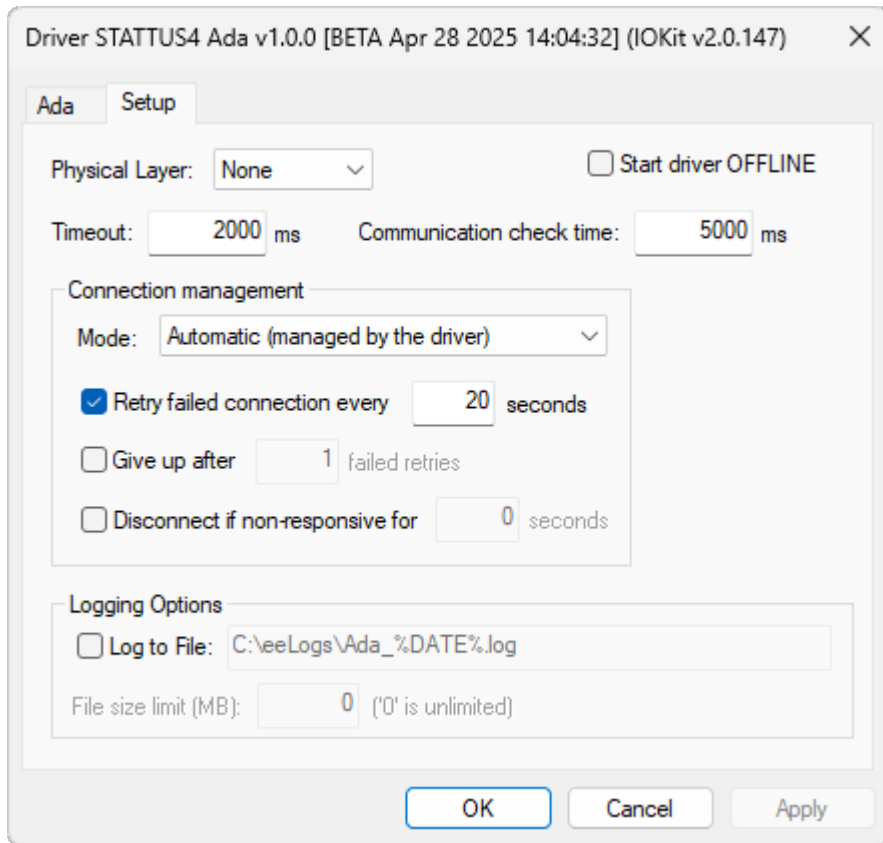 Driver STATTUS4 Ada v1.0.0 [BETA Apr 28 2025 14:04:32] (IOKit v2.0.147)
Ada Setup
Physical Layer: None Start driver OFFLINE
Timeout: 2000 ms Communication check time: 5000 ms
Connection management
Mode: Automatic (managed by the driver)
Retry failed connection every 20 seconds
Give up after 1 failed retries
Disconnect if non-responsive for 0 seconds
Logging Options
Log to File: C:\eeLogs\Ada_%DATE%.log
File size limit (MB): 0 ('0' is unlimited)
OK Cancel Apply